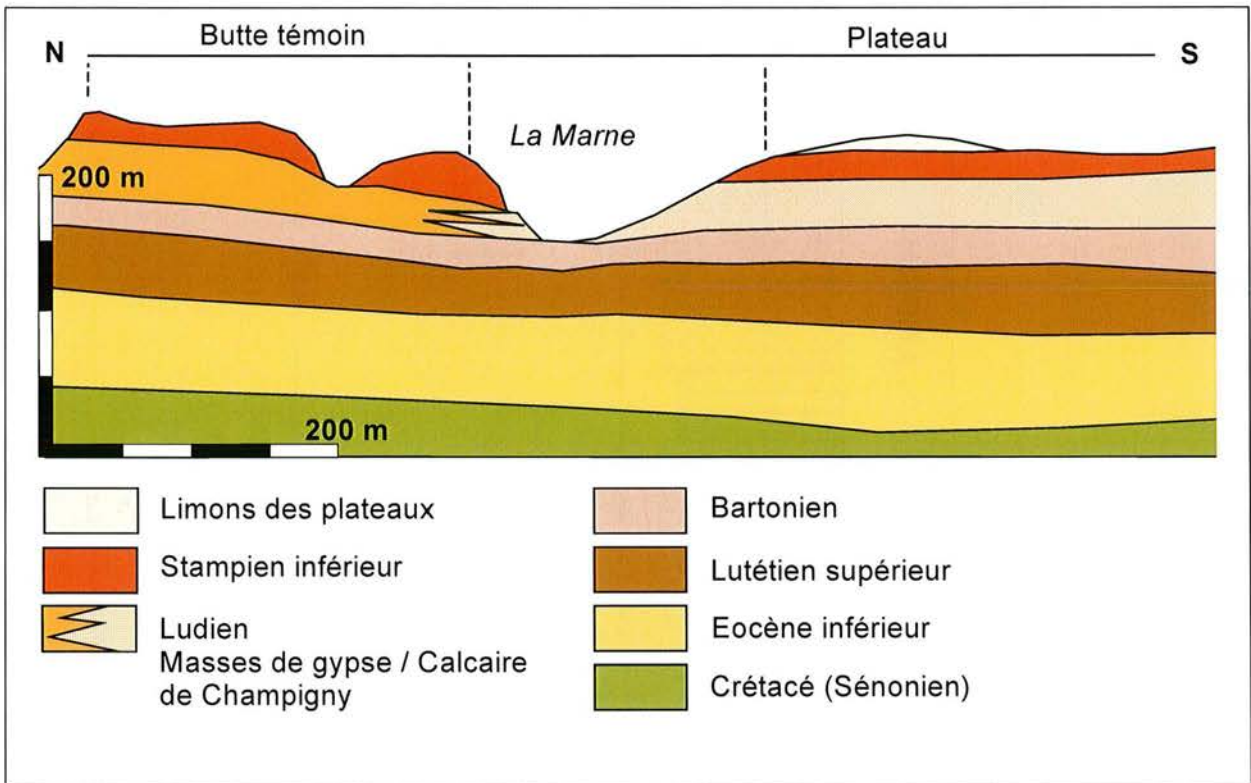 Butte témoin
Plateau
N
S
La Marne
200 m
200 m
Limons des plateaux
Stampien inférieur
Ludien
Masses de gypse / Calcaire
de Champigny
Bartonien
Lutétien supérieur
Eocène inférieur
Crétacé (Sénonien)